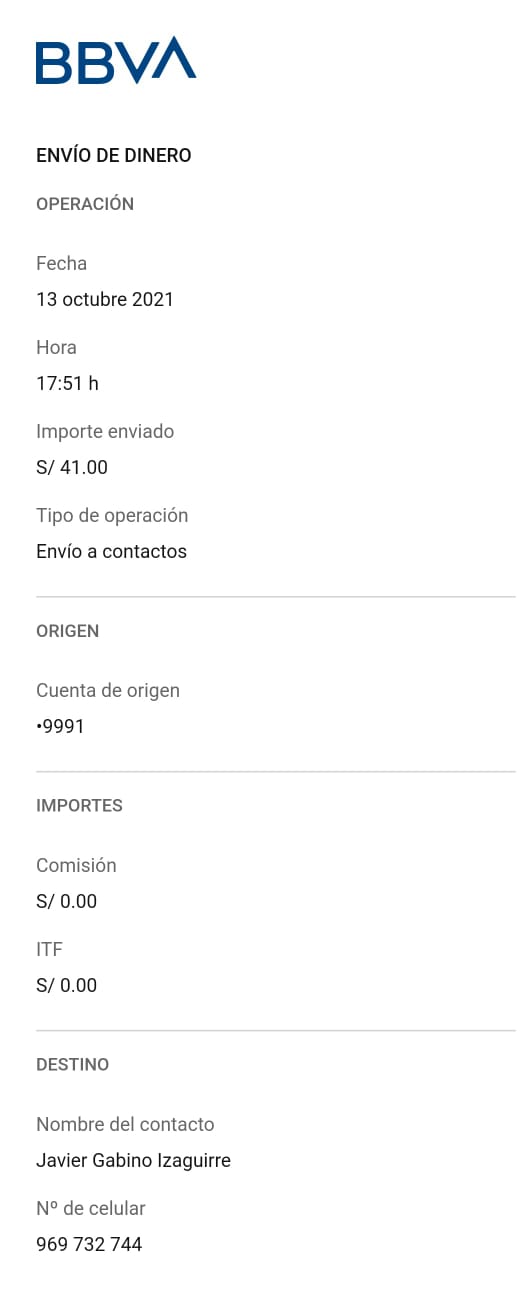 BBVA
ENVÍO DE DINERO
OPERACIÓN
Fecha
13 octubre 2021
Hora
17:51 h
Importe enviado
S/ 41.00
Tipo de operación
Envío a contactos
ORIGEN
Cuenta de origen
•9991
IMPORTES
Comisión
S/ 0.00
ITF
S/ 0.00
DESTINO
Nombre del contacto
Javier Gabino Izaguirre
Nº de celular
969 732 744